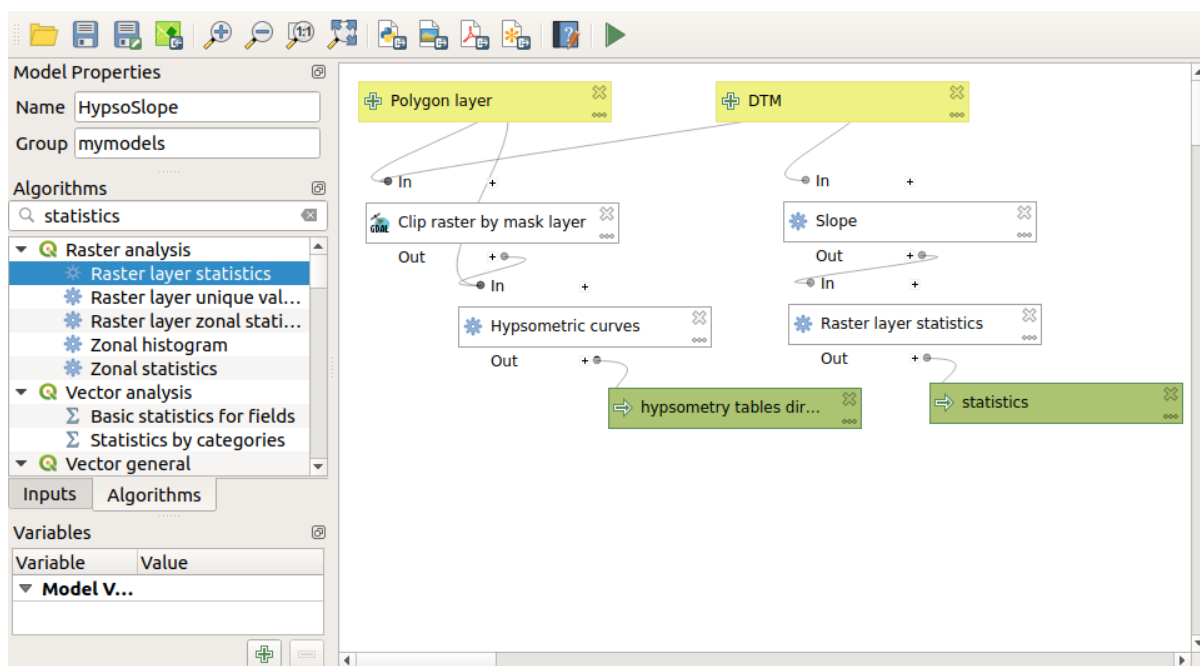 1:1
Model Properties
Name HypsoSlope
Group mymodels
Algorithms
statistics
Raster analysis
Raster layer statistics
Raster layer unique val...
Raster layer zonal stati...
Zonal histogram
Zonal statistics
Vector analysis
Σ Basic statistics for fields
Σ Statistics by categories
Vector general
Inputs Algorithms
Variables
Variable Value
Model V...
Polygon layer
DTM
In +
In +
GDAL Clip raster by mask layer
Slope
Out +
Out +
In +
In +
Hypsometric curves
Raster layer statistics
Out +
Out +
hypsometry tables dir...
statistics